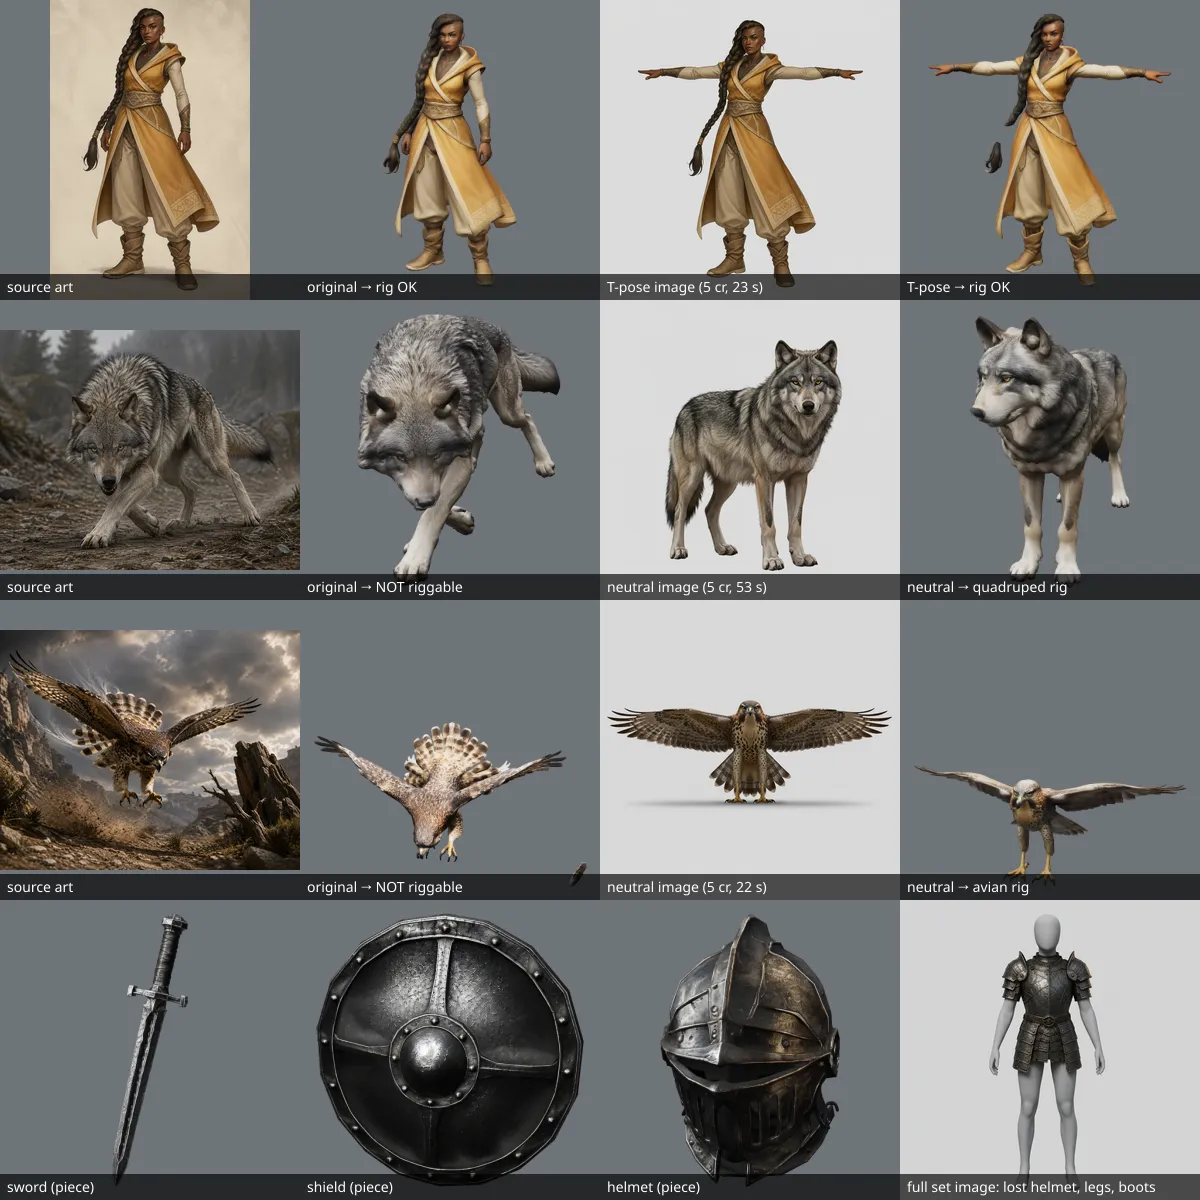 source art
original → rig OK
T-pose image (5 cr, 23 s)
T-pose → rig OK
source art
original → NOT riggable
neutral image (5 cr, 53 s)
neutral → quadruped rig
source art
original → NOT riggable
neutral image (5 cr, 22 s)
neutral → avian rig
sword (piece)
shield (piece)
helmet (piece)
full set image: lost helmet, legs, boots